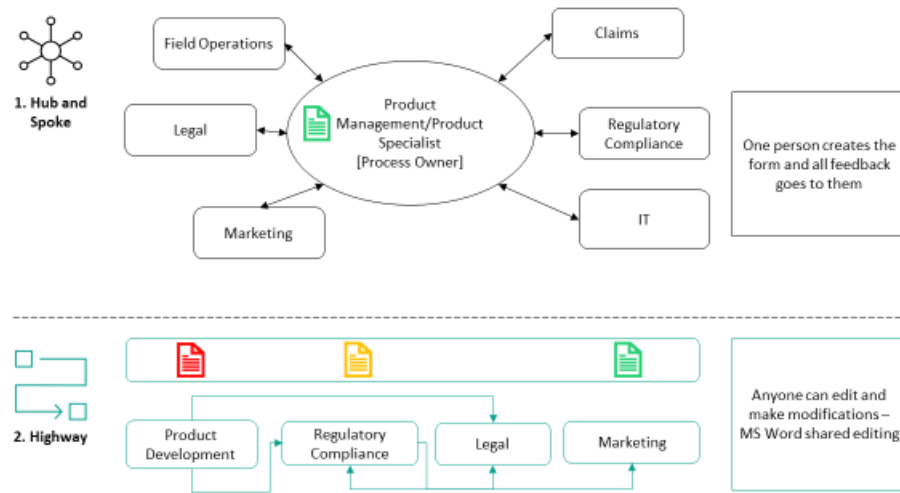 Field Operations
Claims
1. Hub and
Spoke
Product
Management/Product
Specialist
[Process Owner]
Legal
Regulatory
Compliance
One person creates the
form and all feedback
goes to them
Marketing
IT
2. Highway
Product
Development
Regulatory
Compliance
Legal
Marketing
Anyone can edit and
make modifications –
MS Word shared editing